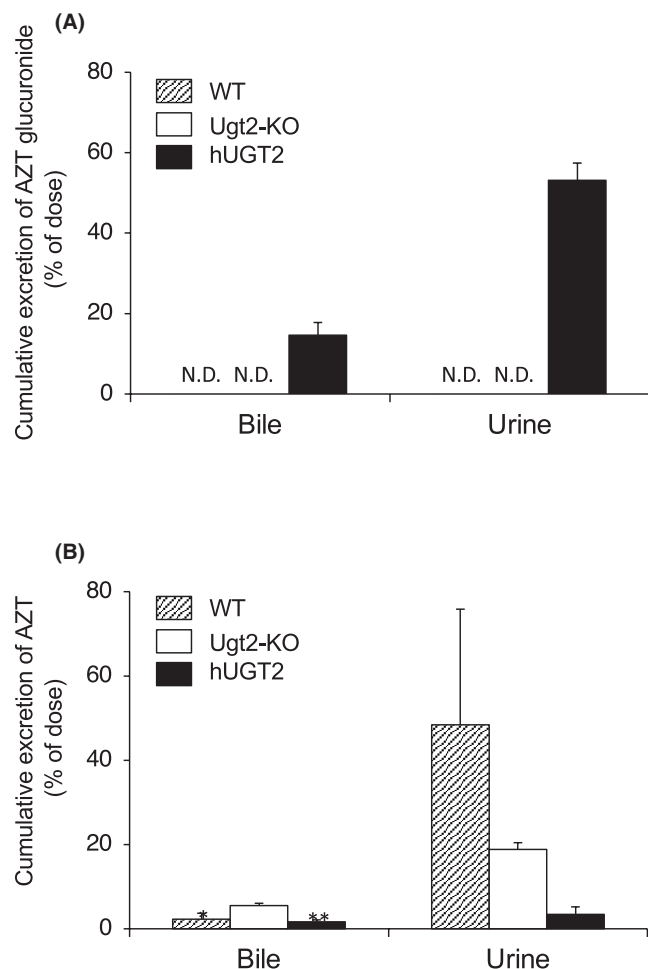 (A)
Cumulative excretion of AZT glucuronide
(% of dose)
80
60
40
20
0
WT
Ugt2-KO
hUGT2
N.D. N.D.
N.D. N.D.
Bile
Urine
(B)
Cumulative excretion of AZT
(% of dose)
80
60
40
20
0
WT
Ugt2-KO
hUGT2
*
**
Bile
Urine